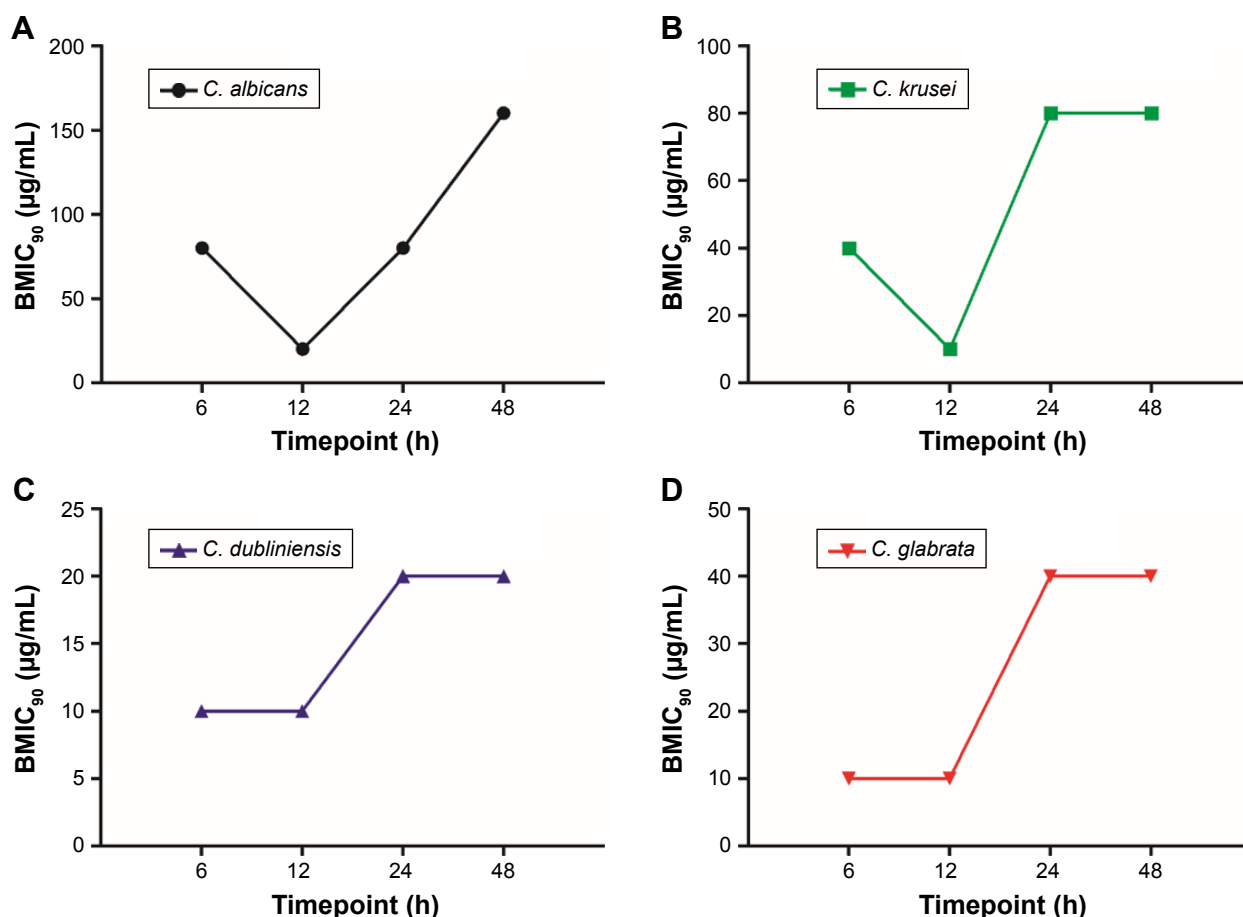 A
BMIC90 (µg/mL)
200
150
100
50
0
C. albicans
6 12 24 48
Timepoint (h)
B
BMIC90 (µg/mL)
100
80
60
40
20
0
C. krusei
6 12 24 48
Timepoint (h)
C
BMIC90 (µg/mL)
25
20
15
10
5
0
C. dubliniensis
6 12 24 48
Timepoint (h)
D
BMIC90 (µg/mL)
50
40
30
20
10
0
C. glabrata
6 12 24 48
Timepoint (h)